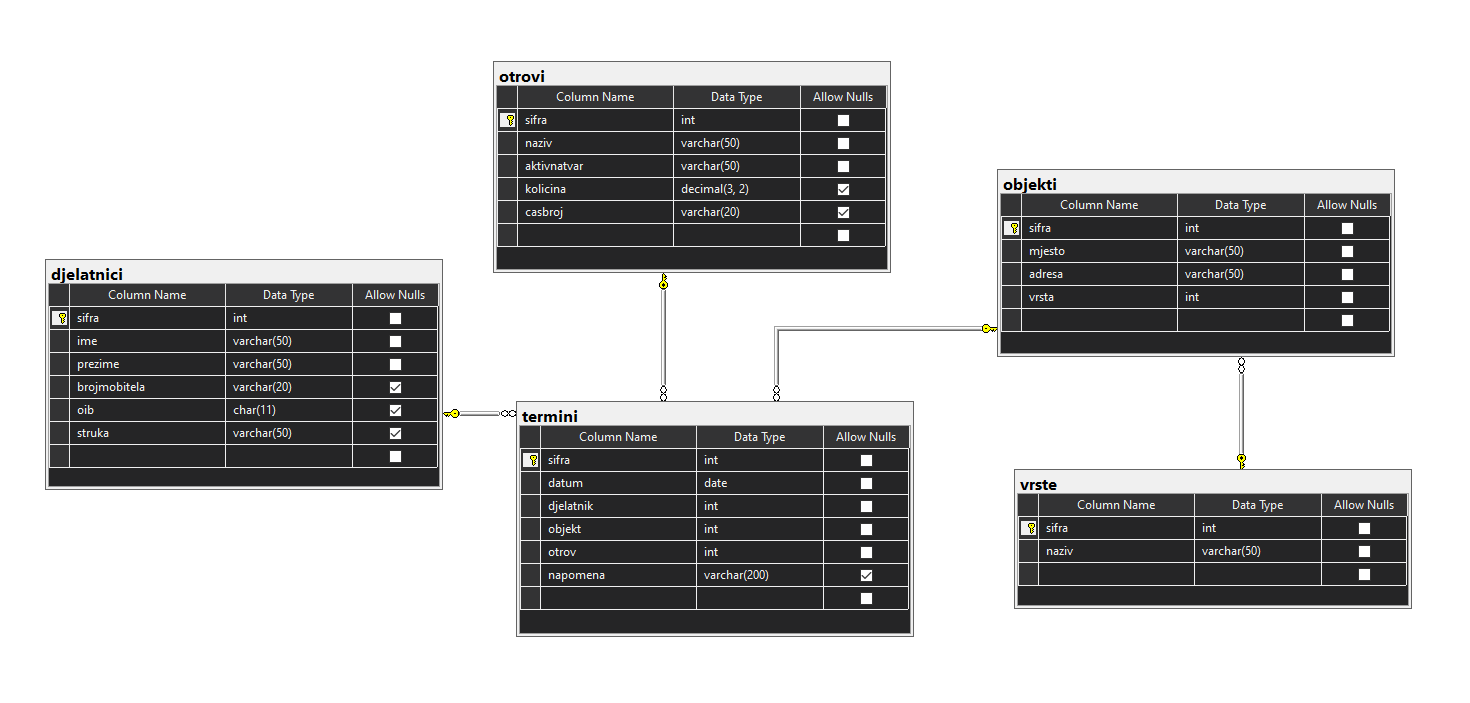 otrovi
Column Name Data Type Allow Nulls
sifra int
naziv varchar(50)
aktivnatvar varchar(50)
kolicina decimal(3, 2)
casbroj varchar(20)
objekti
Column Name Data Type Allow Nulls
sifra int
mjesto varchar(50)
adresa varchar(50)
vrsta int
djelatnici
Column Name Data Type Allow Nulls
sifra int
ime varchar(50)
prezime varchar(50)
brojmobitela varchar(20)
oib char(11)
struka varchar(50)
termini
Column Name Data Type Allow Nulls
sifra int
datum date
djelatnik int
objekt int
otrov int
napomena varchar(200)
vrste
Column Name Data Type Allow Nulls
sifra int
naziv varchar(50)